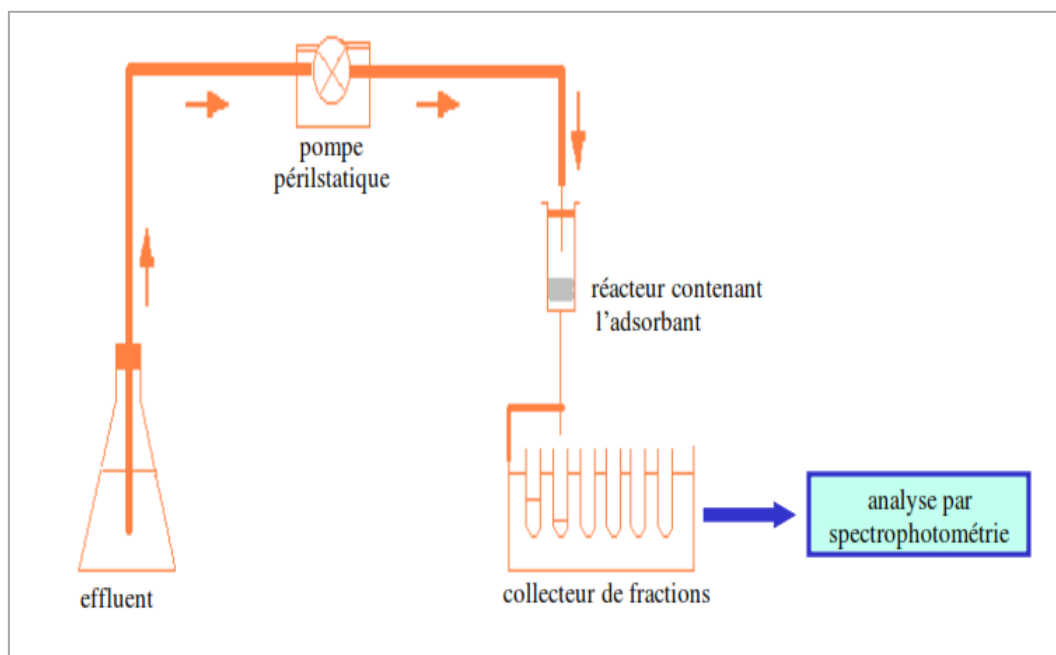 pompe
périlstatique
réacteur contenant
l’adsorbant
effluent
collecteur de fractions
analyse par
spectrophotométrie